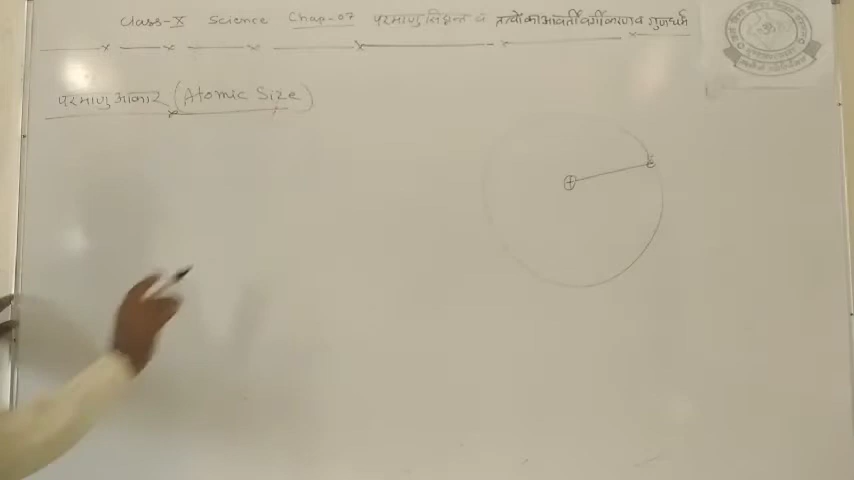 Class-X Science Chap-07 परमाणु सिद्धान्त व तत्वों का आवर्ती वर्गीकरण व गुणधर्म
परमाणु आकार (Atomic Size)
+
e